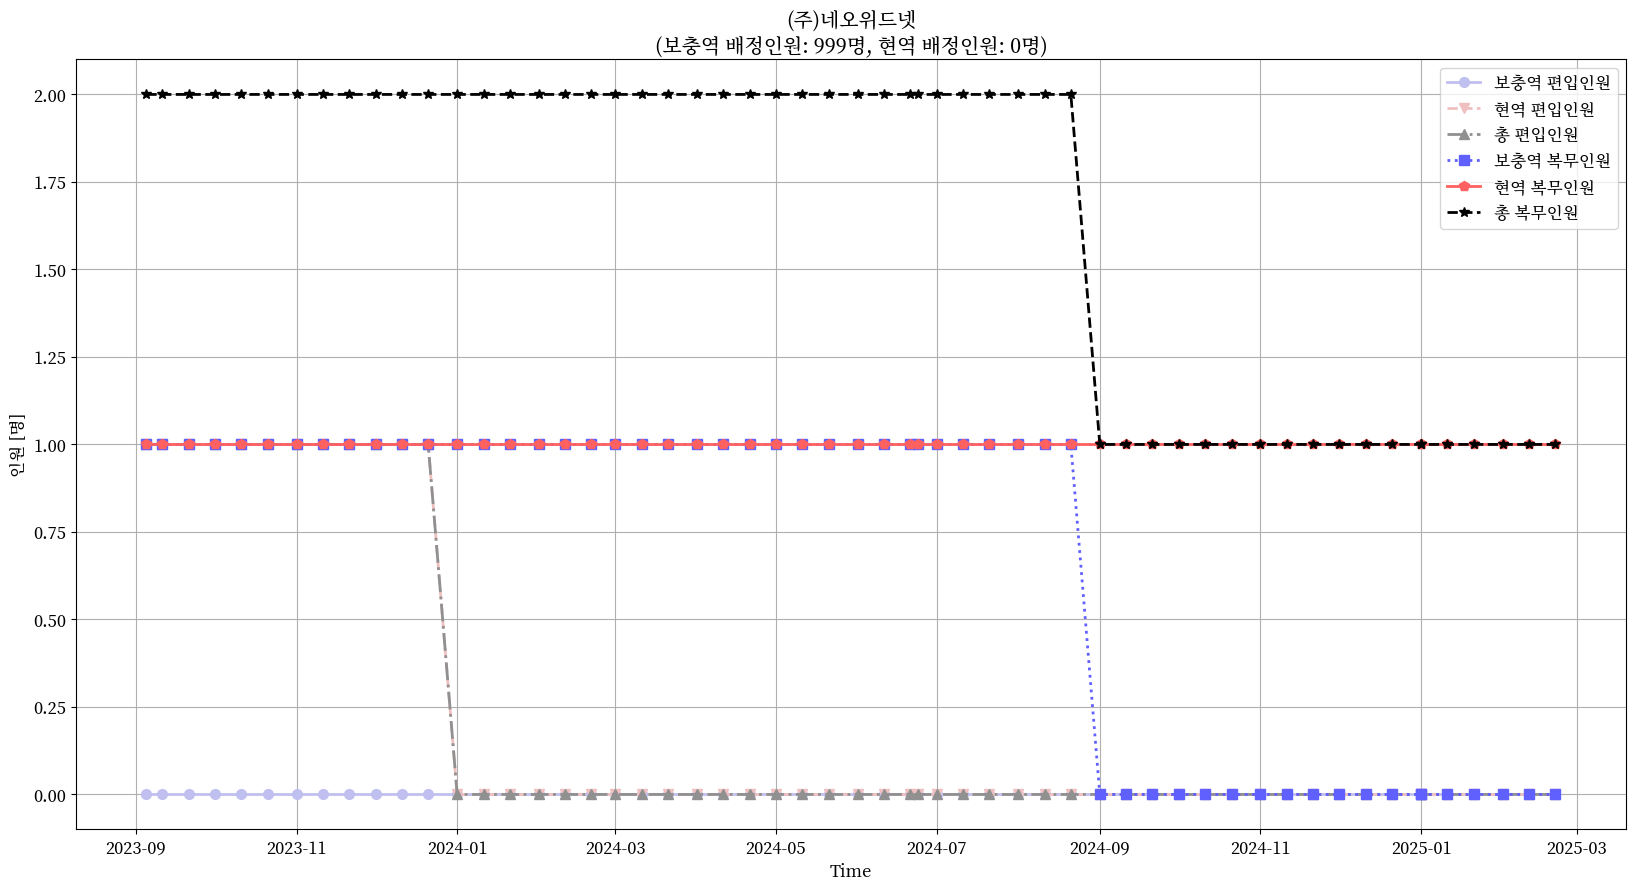 (주)네오위드넷
(보충역 배정인원: 999명, 현역 배정인원: 0명)
보충역 편입인원
현역 편입인원
총 편입인원
보충역 복무인원
현역 복무인원
총 복무인원
인원 [명]
2.00
1.75
1.50
1.25
1.00
0.75
0.50
0.25
0.00
2023-09
2023-11
2024-01
2024-03
2024-05
2024-07
2024-09
2024-11
2025-01
2025-03
Time